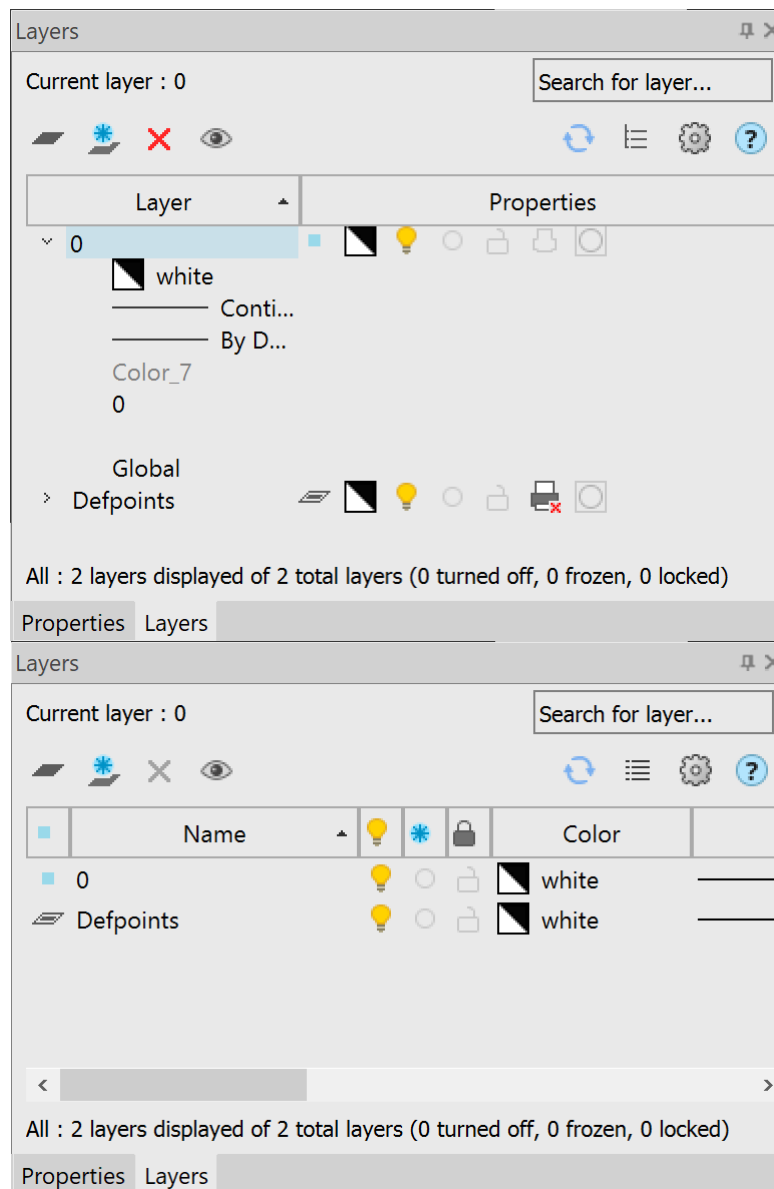 Layers
Current layer : 0 Search for layer...
?
Layer Properties
0
white
Conti...
By D...
Color_7
0
Global
Defpoints
All : 2 layers displayed of 2 total layers (0 turned off, 0 frozen, 0 locked)
Properties Layers
Layers
Current layer : 0 Search for layer...
?
Name Color
0 white
Defpoints white
All : 2 layers displayed of 2 total layers (0 turned off, 0 frozen, 0 locked)
Properties Layers